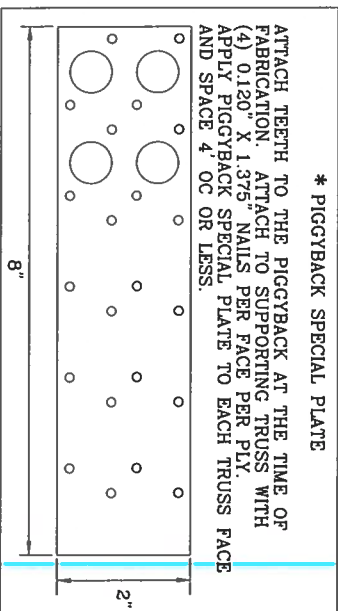 * PIGGYBACK SPECIAL PLATE
ATTACH TEETH TO THE PIGGYBACK AT THE TIME OF
FABRICATION. ATTACH TO SUPPORTING TRUSS WITH
(4) 0.120" X 1.375" NAILS PER FACE PER PLY.
APPLY PIGGYBACK SPECIAL PLATE TO EACH TRUSS FACE
AND SPACE 4' OC OR LESS.
8"
2"